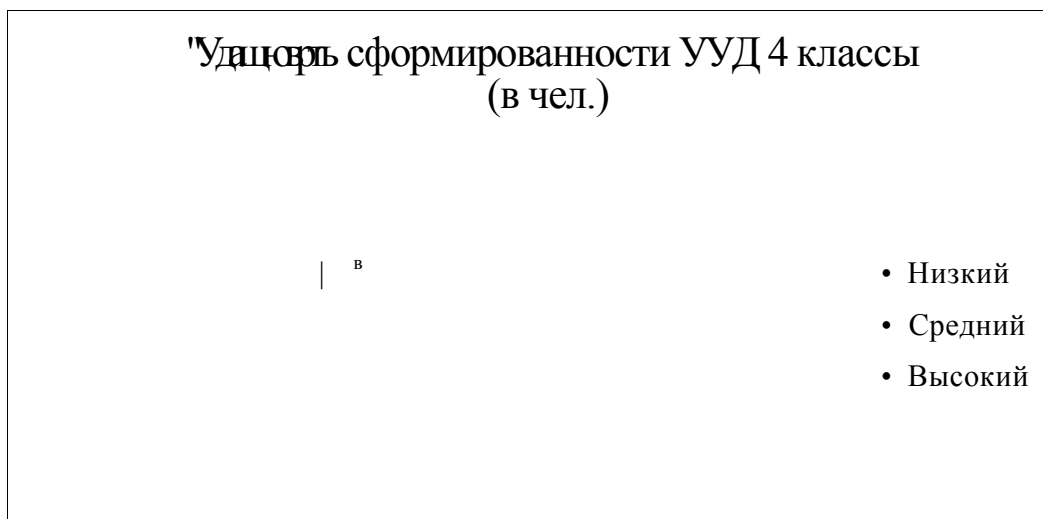 сформированности УУД 4 классы
(в чел.)
| в
• Низкий
• Средний
• Высокий